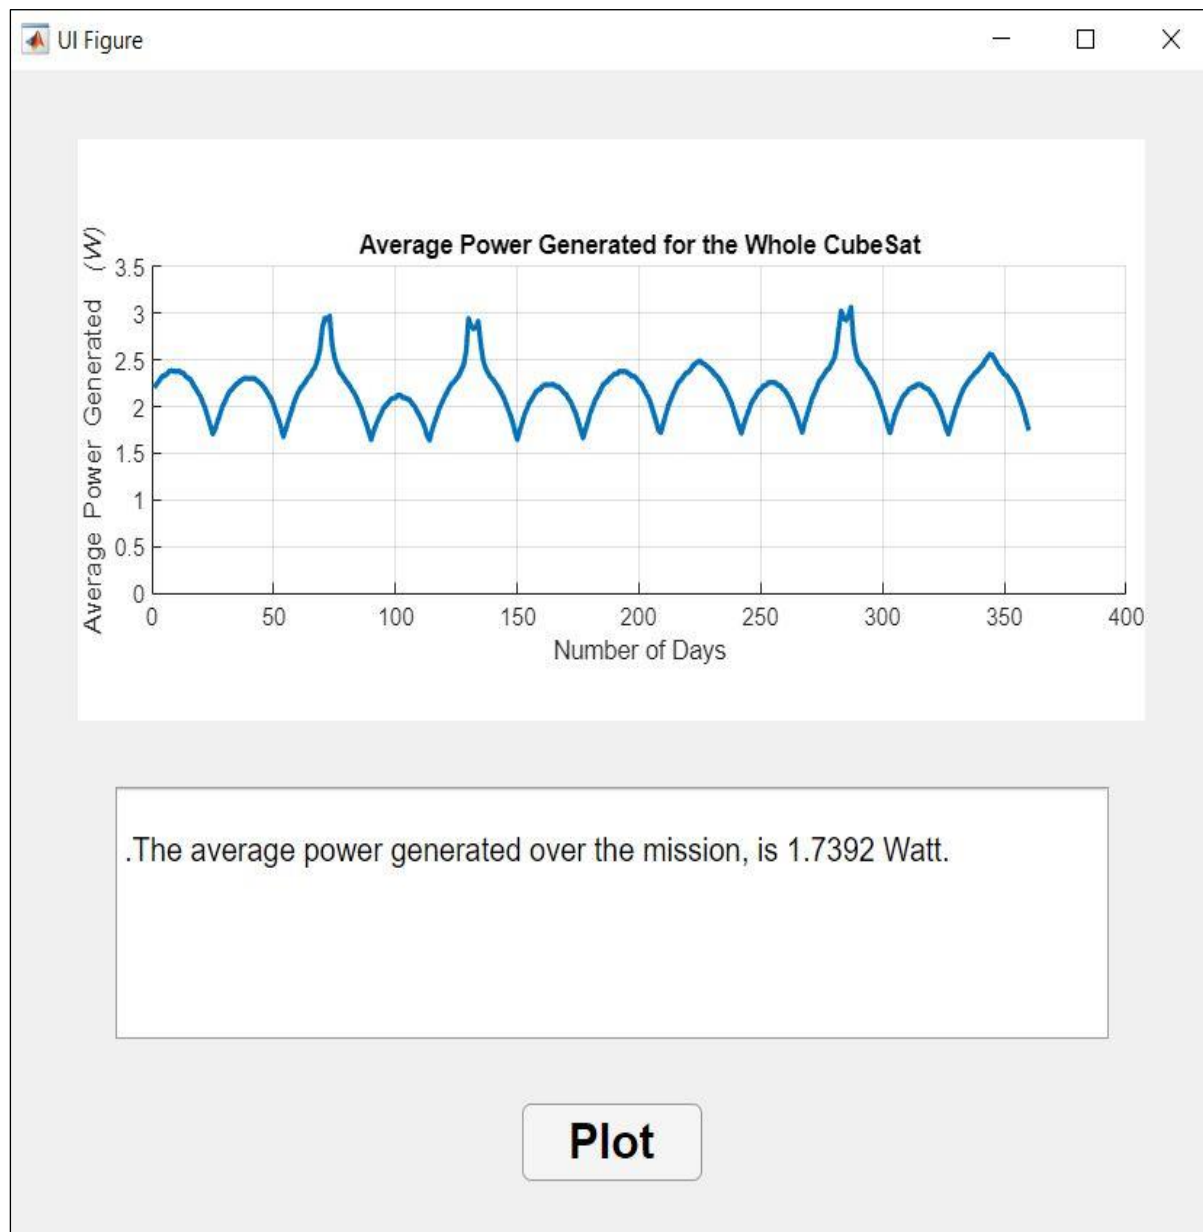 UI Figure
Average Power Generated for the Whole CubeSat
Average Power Generated (W)
3.5
3
2.5
2
1.5
1
0.5
0
0 50 100 150 200 250 300 350 400
Number of Days
.The average power generated over the mission, is 1.7392 Watt.
Plot